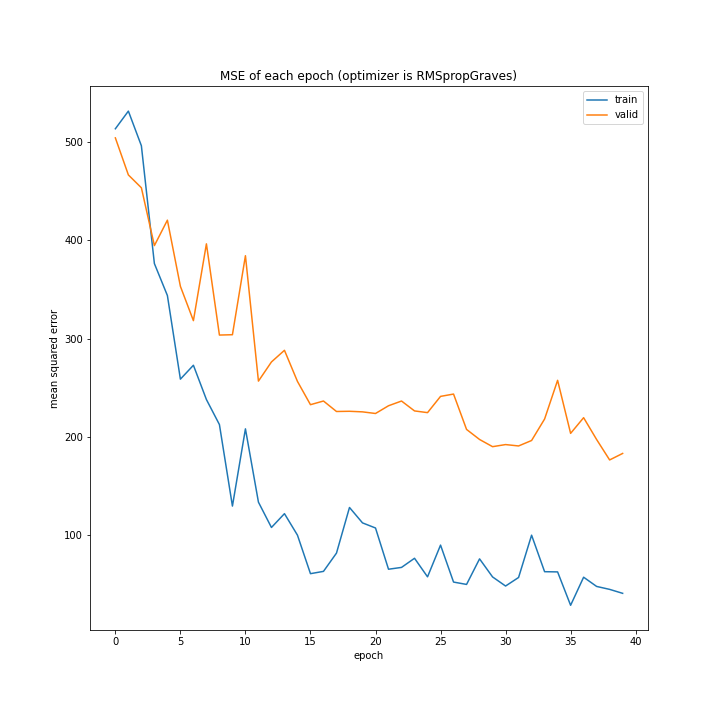 MSE of each epoch (optimizer is RMSpropGraves)
train
valid
mean squared error
500
400
300
200
100
0 5 10 15 20 25 30 35 40
epoch